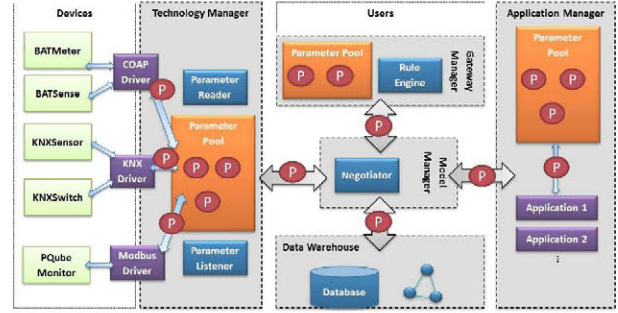 Devices
BATMeter
BATSense
KNXSensor
KNXSwitch
PQube
Monitor
Technology Manager
COAP
Driver
KNX
Driver
Modbus
Driver
P
P
P
Parameter
Reader
Parameter
Pool
P
P
P
Parameter
Listener
Users
Parameter Pool
P
P
Rule
Engine
Gateway
Manager
P
P
Negotiator
Model
Manager
P
P
Data Warehouse
Database
Application Manager
Parameter
Pool
P
P
P
P
Application 1
Application 2
⋮